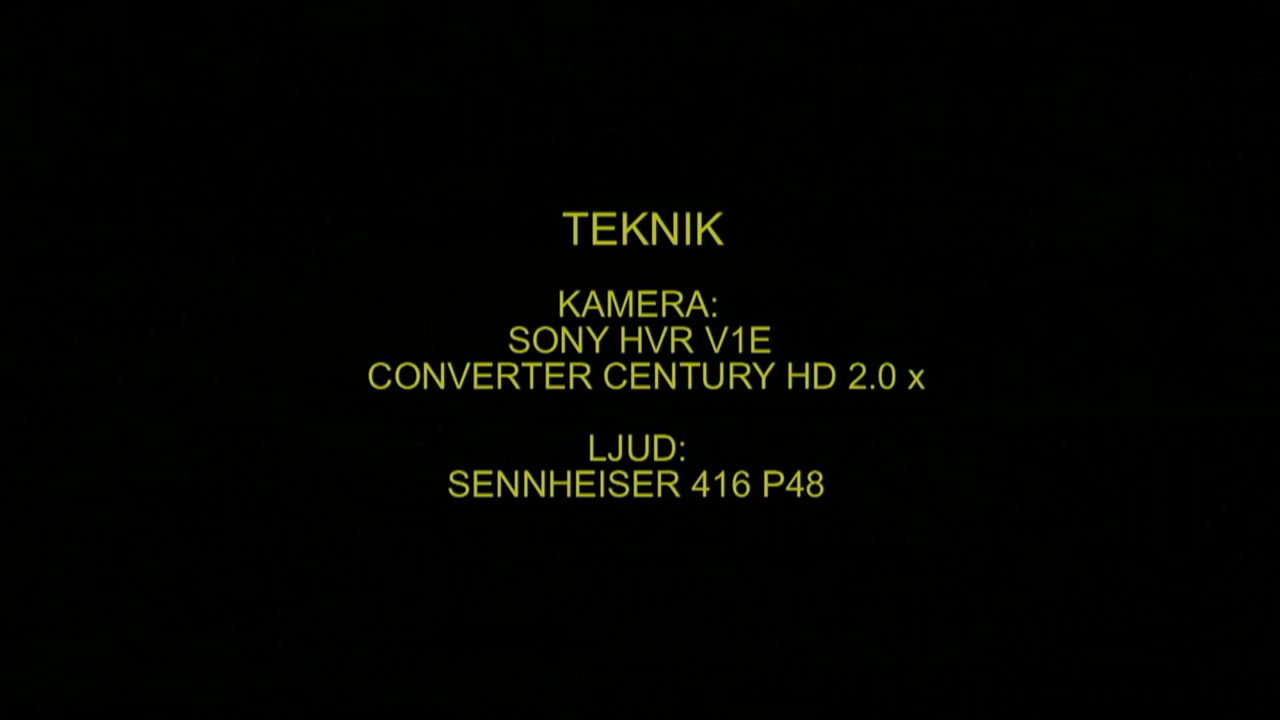 TEKNIK
KAMERA:
SONY HVR V1E
CONVERTER CENTURY HD 2.0 x
LJUD:
SENNHEISER 416 P48